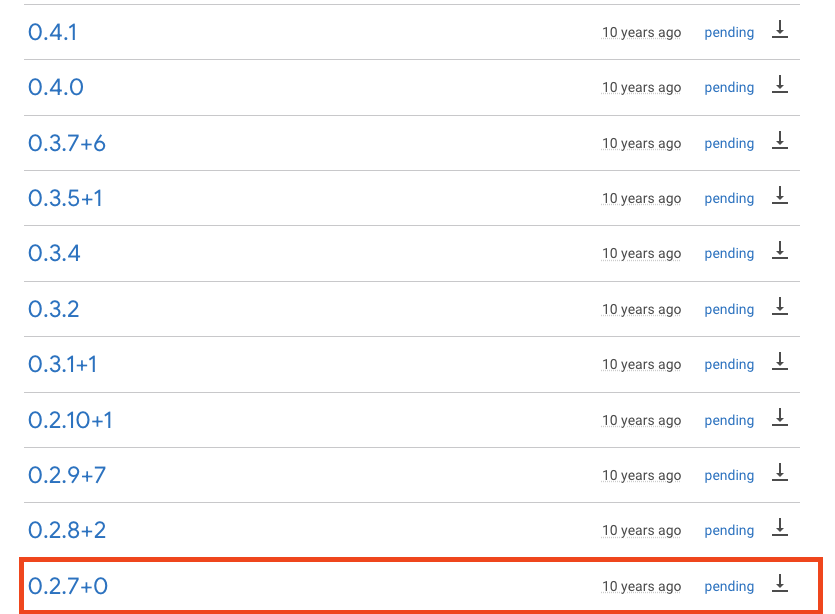 0.4.1 10 years ago pending
0.4.0 10 years ago pending
0.3.7+6 10 years ago pending
0.3.5+1 10 years ago pending
0.3.4 10 years ago pending
0.3.2 10 years ago pending
0.3.1+1 10 years ago pending
0.2.10+1 10 years ago pending
0.2.9+7 10 years ago pending
0.2.8+2 10 years ago pending
0.2.7+0 10 years ago pending